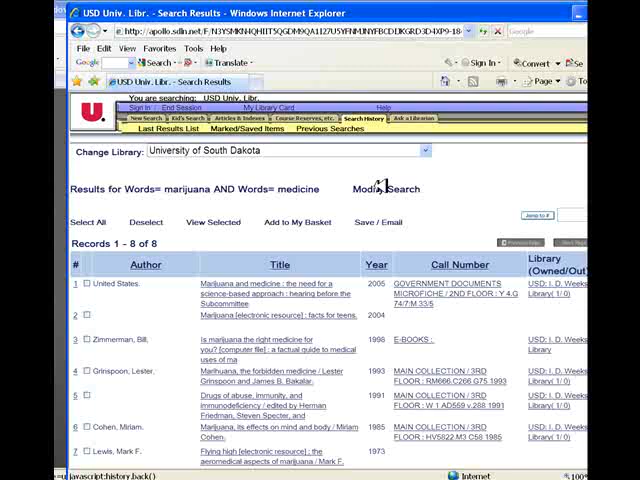 USD Univ. Libr. - Search Results - Windows Internet Explorer
File Edit View Favorites Tools Help
Google Search Translate Sign In Convert
USD Univ. Libr. - Search Results Page
You are searching: USD Univ. Libr.
Sign In / End Session My Library Card Help
New Search Kid's Search Articles & Indexes Course Reserves, etc. Search History Ask a Librarian
Last Results List Marked/Saved Items Previous Searches
Change Library: University of South Dakota
Results for Words= marijuana AND Words= medicine Modify Search
Select All Deselect View Selected Add to My Basket Save / Email
Jump to #
Records 1 - 8 of 8
# Author Title Year Call Number Library (Owned/Out)
1 United States. Marijuana and medicine : the need for a science-based approach : hearing before the Subcommittee 2005 GOVERNMENT DOCUMENTS MICROFICHE / 2ND FLOOR : Y 4.G 74/7:M 33/5 USD: I. D. Weeks Library( 1/ 0)
2 Marijuana [electronic resource] : facts for teens. 2004
3 Zimmerman, Bill, Is marijuana the right medicine for you? [computer file] : a factual guide to medical uses of ma 1998 E-BOOKS : USD: I. D. Weeks Library
4 Grinspoon, Lester, Marihuana, the forbidden medicine / Lester Grinspoon and James B. Bakalar. 1993 MAIN COLLECTION / 3RD FLOOR : RM666.C266 G75 1993 USD: I. D. Weeks Library( 1/ 0)
5 Drugs of abuse, immunity, and immunodeficiency / edited by Herman Friedman, Steven Specter, and 1991 MAIN COLLECTION / 3RD FLOOR : W 1 AD559 v.288 1991 USD: I. D. Weeks Library( 1/ 0)
6 Cohen, Miriam. Marijuana, its effects on mind and body / Miriam Cohen. 1985 MAIN COLLECTION / 3RD FLOOR : HV5822.M3 C58 1985 USD: I. D. Weeks Library( 1/ 0)
7 Lewis, Mark F. Flying high [electronic resource] : the aeromedical aspects of marijuana / Mark F. 1973
javascript:history.back() Internet 100%